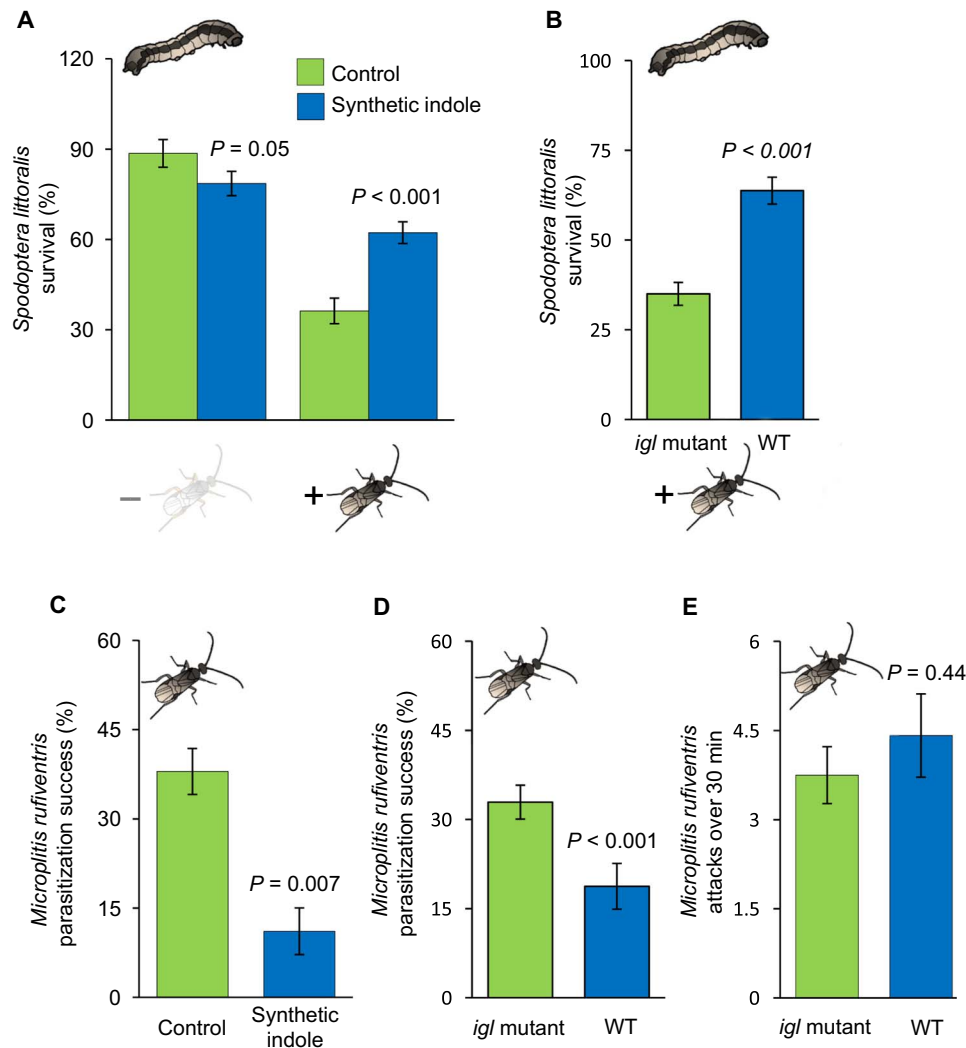 A
120
90
60
30
0
Spodoptera littoralis
survival (%)
Control
Synthetic indole
P = 0.05
P < 0.001
–
+
B
100
75
50
25
0
Spodoptera littoralis
survival (%)
P < 0.001
igl mutant
WT
+
C
60
45
30
15
0
Microplitis rufiventris
parasitization success (%)
P = 0.007
Control
Synthetic
indole
D
60
45
30
15
0
Microplitis rufiventris
parasitization success (%)
P < 0.001
igl mutant
WT
E
6
4.5
3
1.5
0
Microplitis rufiventris
attacks over 30 min
P = 0.44
igl mutant
WT